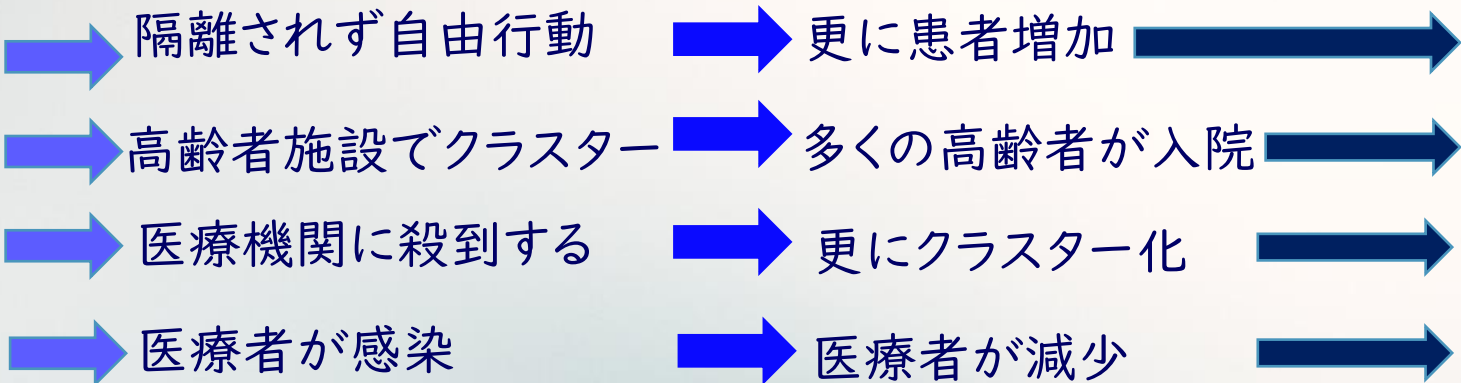 隔離されず自由行動 更に患者増加
高齢者施設でクラスター 多くの高齢者が入院
医療機関に殺到する 更にクラスター化
医療者が感染 医療者が減少